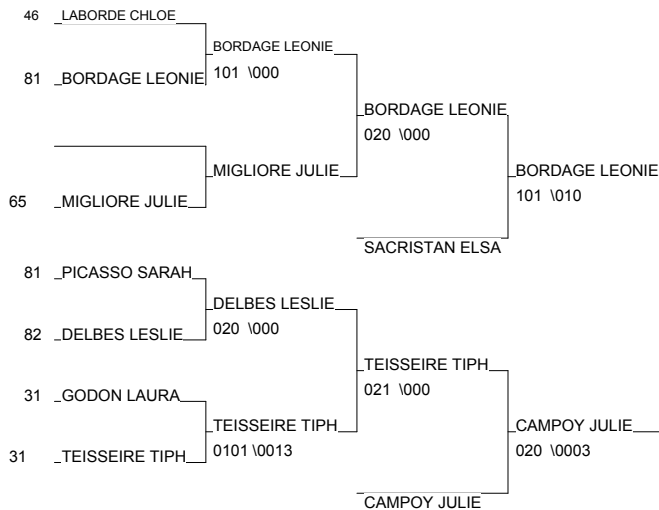 46 LABORDE CHLOE
BORDAGE LEONIE
81 BORDAGE LEONIE
101 \000
BORDAGE LEONIE
020 \000
MIGLIORE JULIE
BORDAGE LEONIE
101 \010
65 MIGLIORE JULIE
SACRISTAN ELSA
81 PICASSO SARAH
DELBES LESLIE
020 \000
82 DELBES LESLIE
TEISSEIRE TIPH
021 \000
31 GODON LAURA
TEISSEIRE TIPH
0101 \0013
CAMPOY JULIE
020 \0003
31 TEISSEIRE TIPH
CAMPOY JULIE